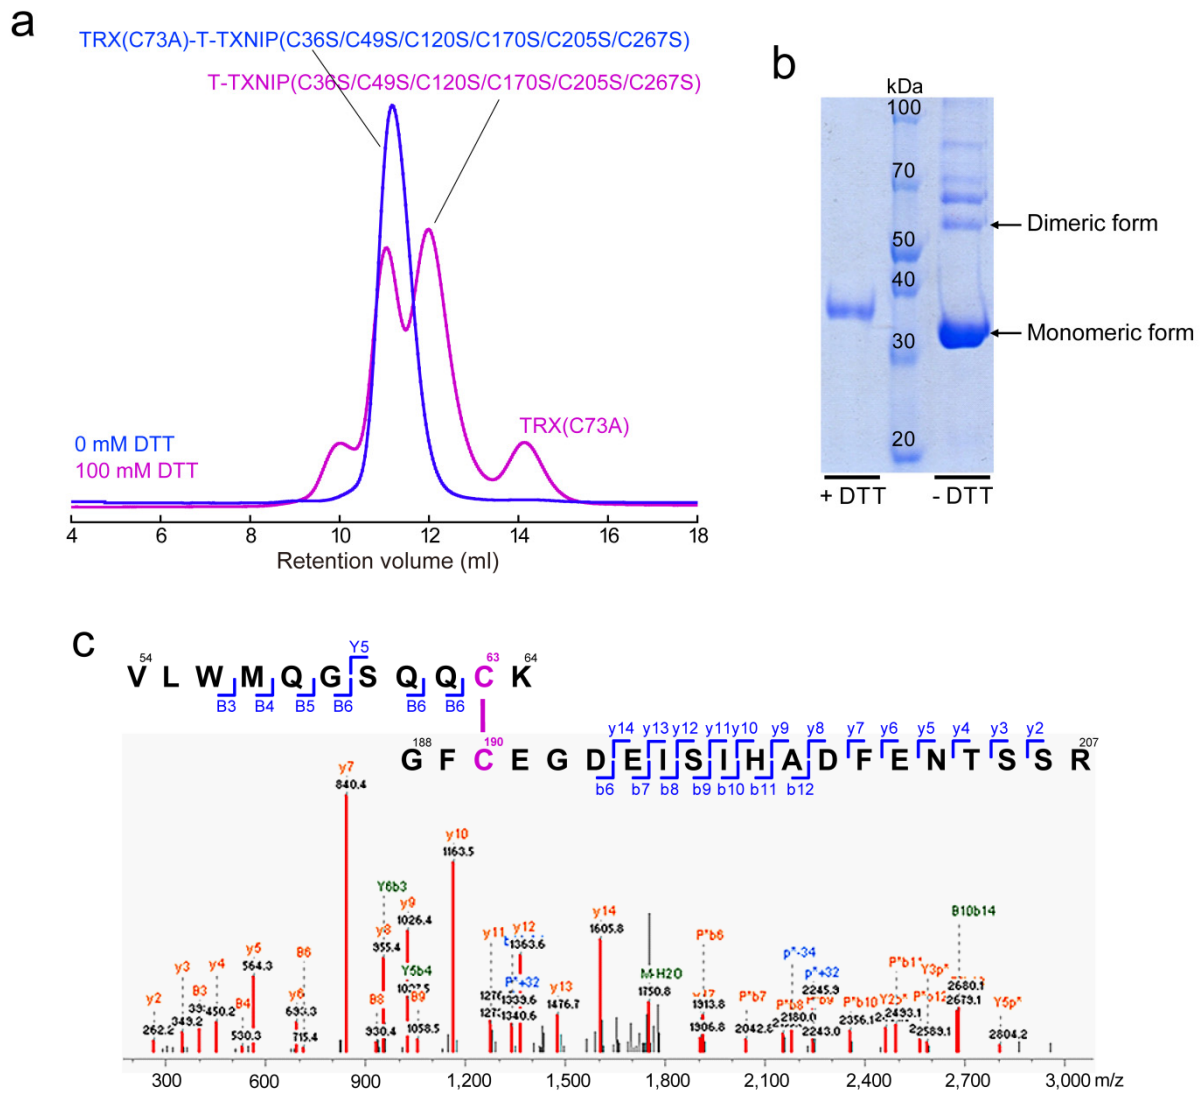 a
TRX(C73A)-T-TXNIP(C36S/C49S/C120S/C170S/C205S/C267S)
T-TXNIP(C36S/C49S/C120S/C170S/C205S/C267S)
TRX(C73A)
0 mM DTT
100 mM DTT
4 6 8 10 12 14 16 18
Retention volume (ml)
b
kDa
100
70
50
40
30
20
Dimeric form
Monomeric form
+ DTT - DTT
c
Y5
54 63 64
V L W M Q G S Q Q C K
B3 B4 B5 B6 B6 B6
y14 y13 y12 y11 y10 y9 y8 y7 y6 y5 y4 y3 y2
188 190 207
G F C E G D E I S I H A D F E N T S S R
b6 b7 b8 b9 b10 b11 b12
y7
840.4
y10
1163.5
Y6b3
y9
1026.4
y8
955.4
Y5b4
B9
1058.5
B8
930.4
y11
y12
1363.6
P*+32
1339.6
1340.6
y13
1476.7
y14
1605.8
M-H2O
1750.8
P*b6
1913.8
1906.8
P*b7
2042.8
p*-34
P*b8
2180.0
p*+32
2245.9
2243.0
P*b10
2356.1
2493.1
Y3p*
2589.1
B10b14
2680.1
2679.1
Y5p*
2804.2
y2
262.2
y3
349.2
B3
y4
450.2
B4
530.3
y5
564.3
y6
693.3
B6
715.4
300 600 900 1,200 1,500 1,800 2,100 2,400 2,700 3,000 m/z